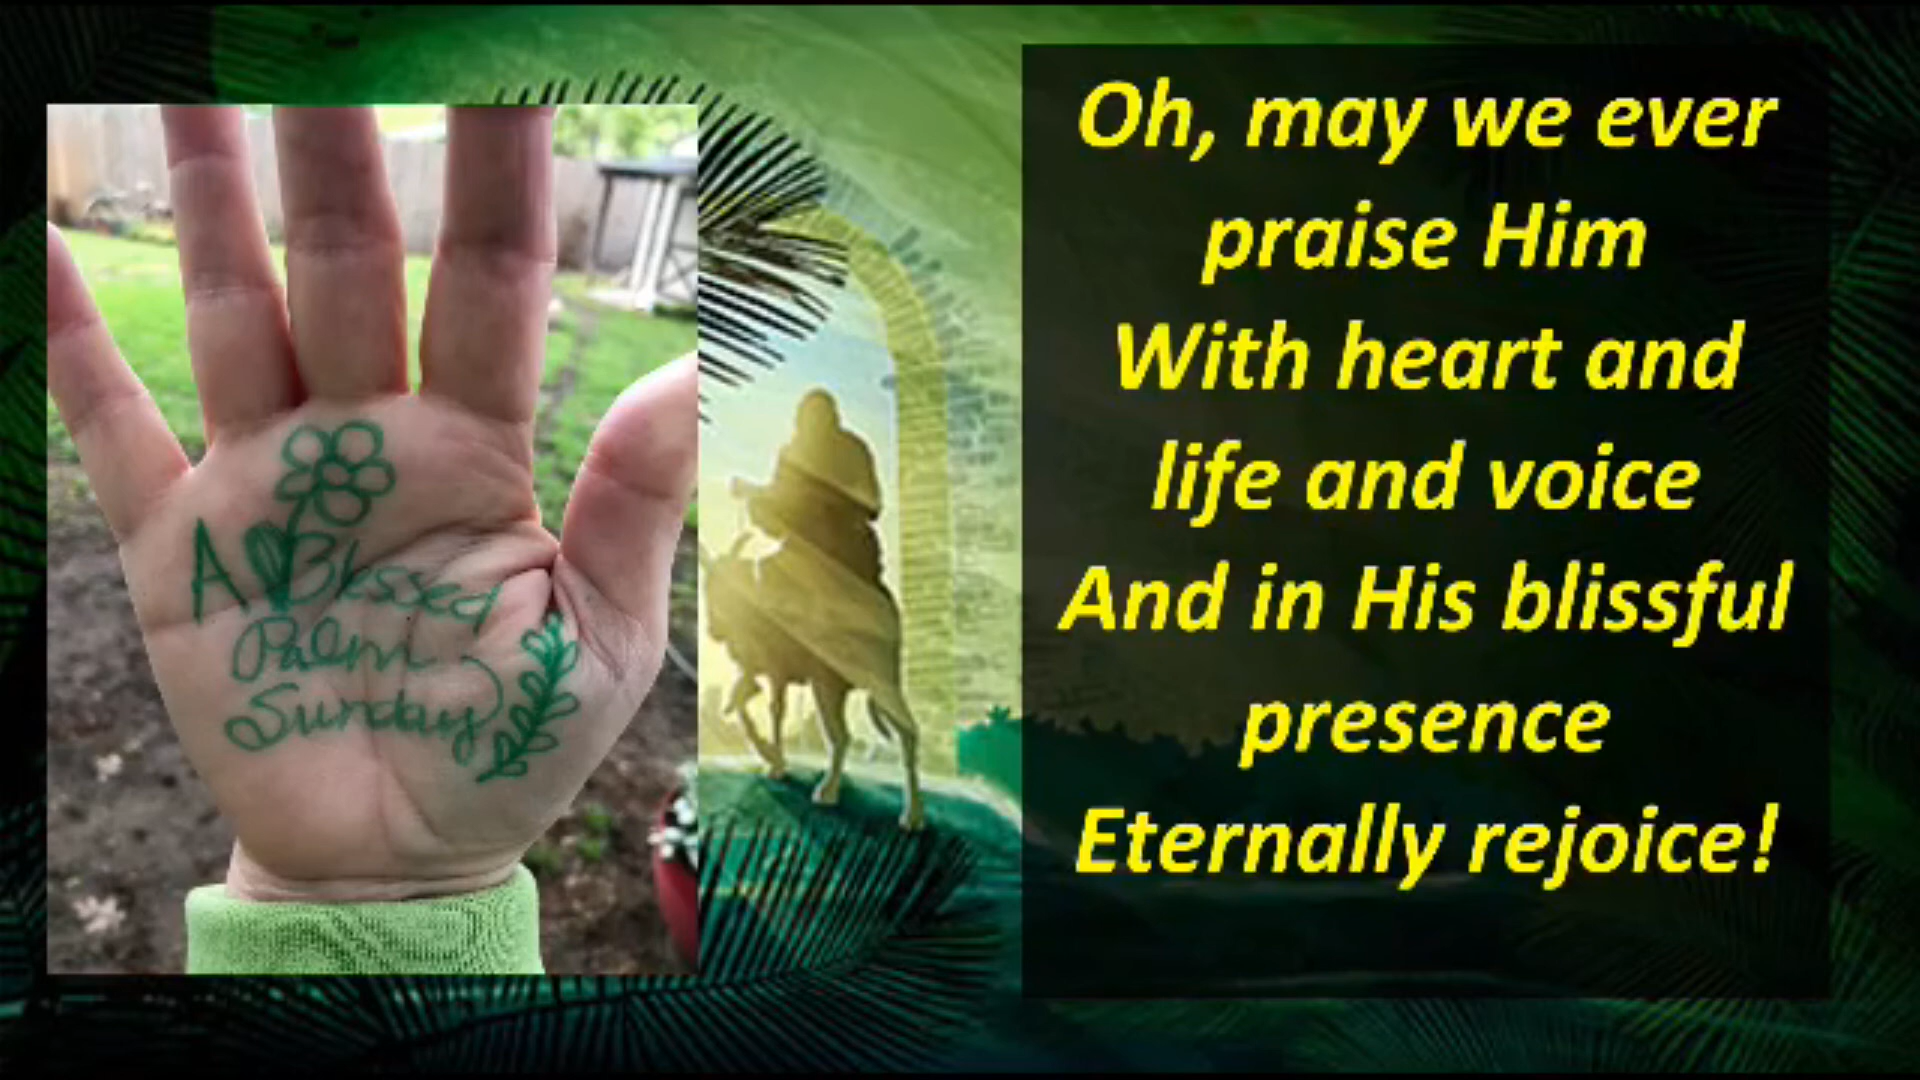 A Blessed
Palm
Sunday
Oh, may we ever
praise Him
With heart and
life and voice
And in His blissful
presence
Eternally rejoice!